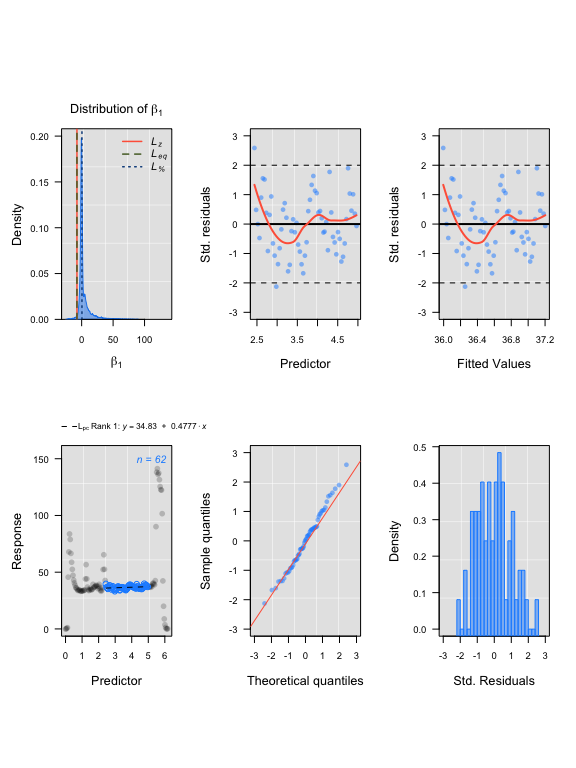 Distribution of β1
0.20
0.15
0.10
0.05
0.00
Density
0 50 100
β1
Lz
Leq
L%
3
2
1
0
-1
-2
-3
Std. residuals
2.5 3.5 4.5
Predictor
3
2
1
0
-1
-2
-3
Std. residuals
36.0 36.4 36.8 37.2
Fitted Values
Lpc Rank 1: y = 34.83 + 0.4777 · x
n = 62
150
100
50
0
Response
0 1 2 3 4 5 6
Predictor
3
2
1
0
-1
-2
-3
Sample quantiles
-3 -2 -1 0 1 2 3
Theoretical quantiles
0.5
0.4
0.3
0.2
0.1
0.0
Density
-3 -2 -1 0 1 2 3
Std. Residuals